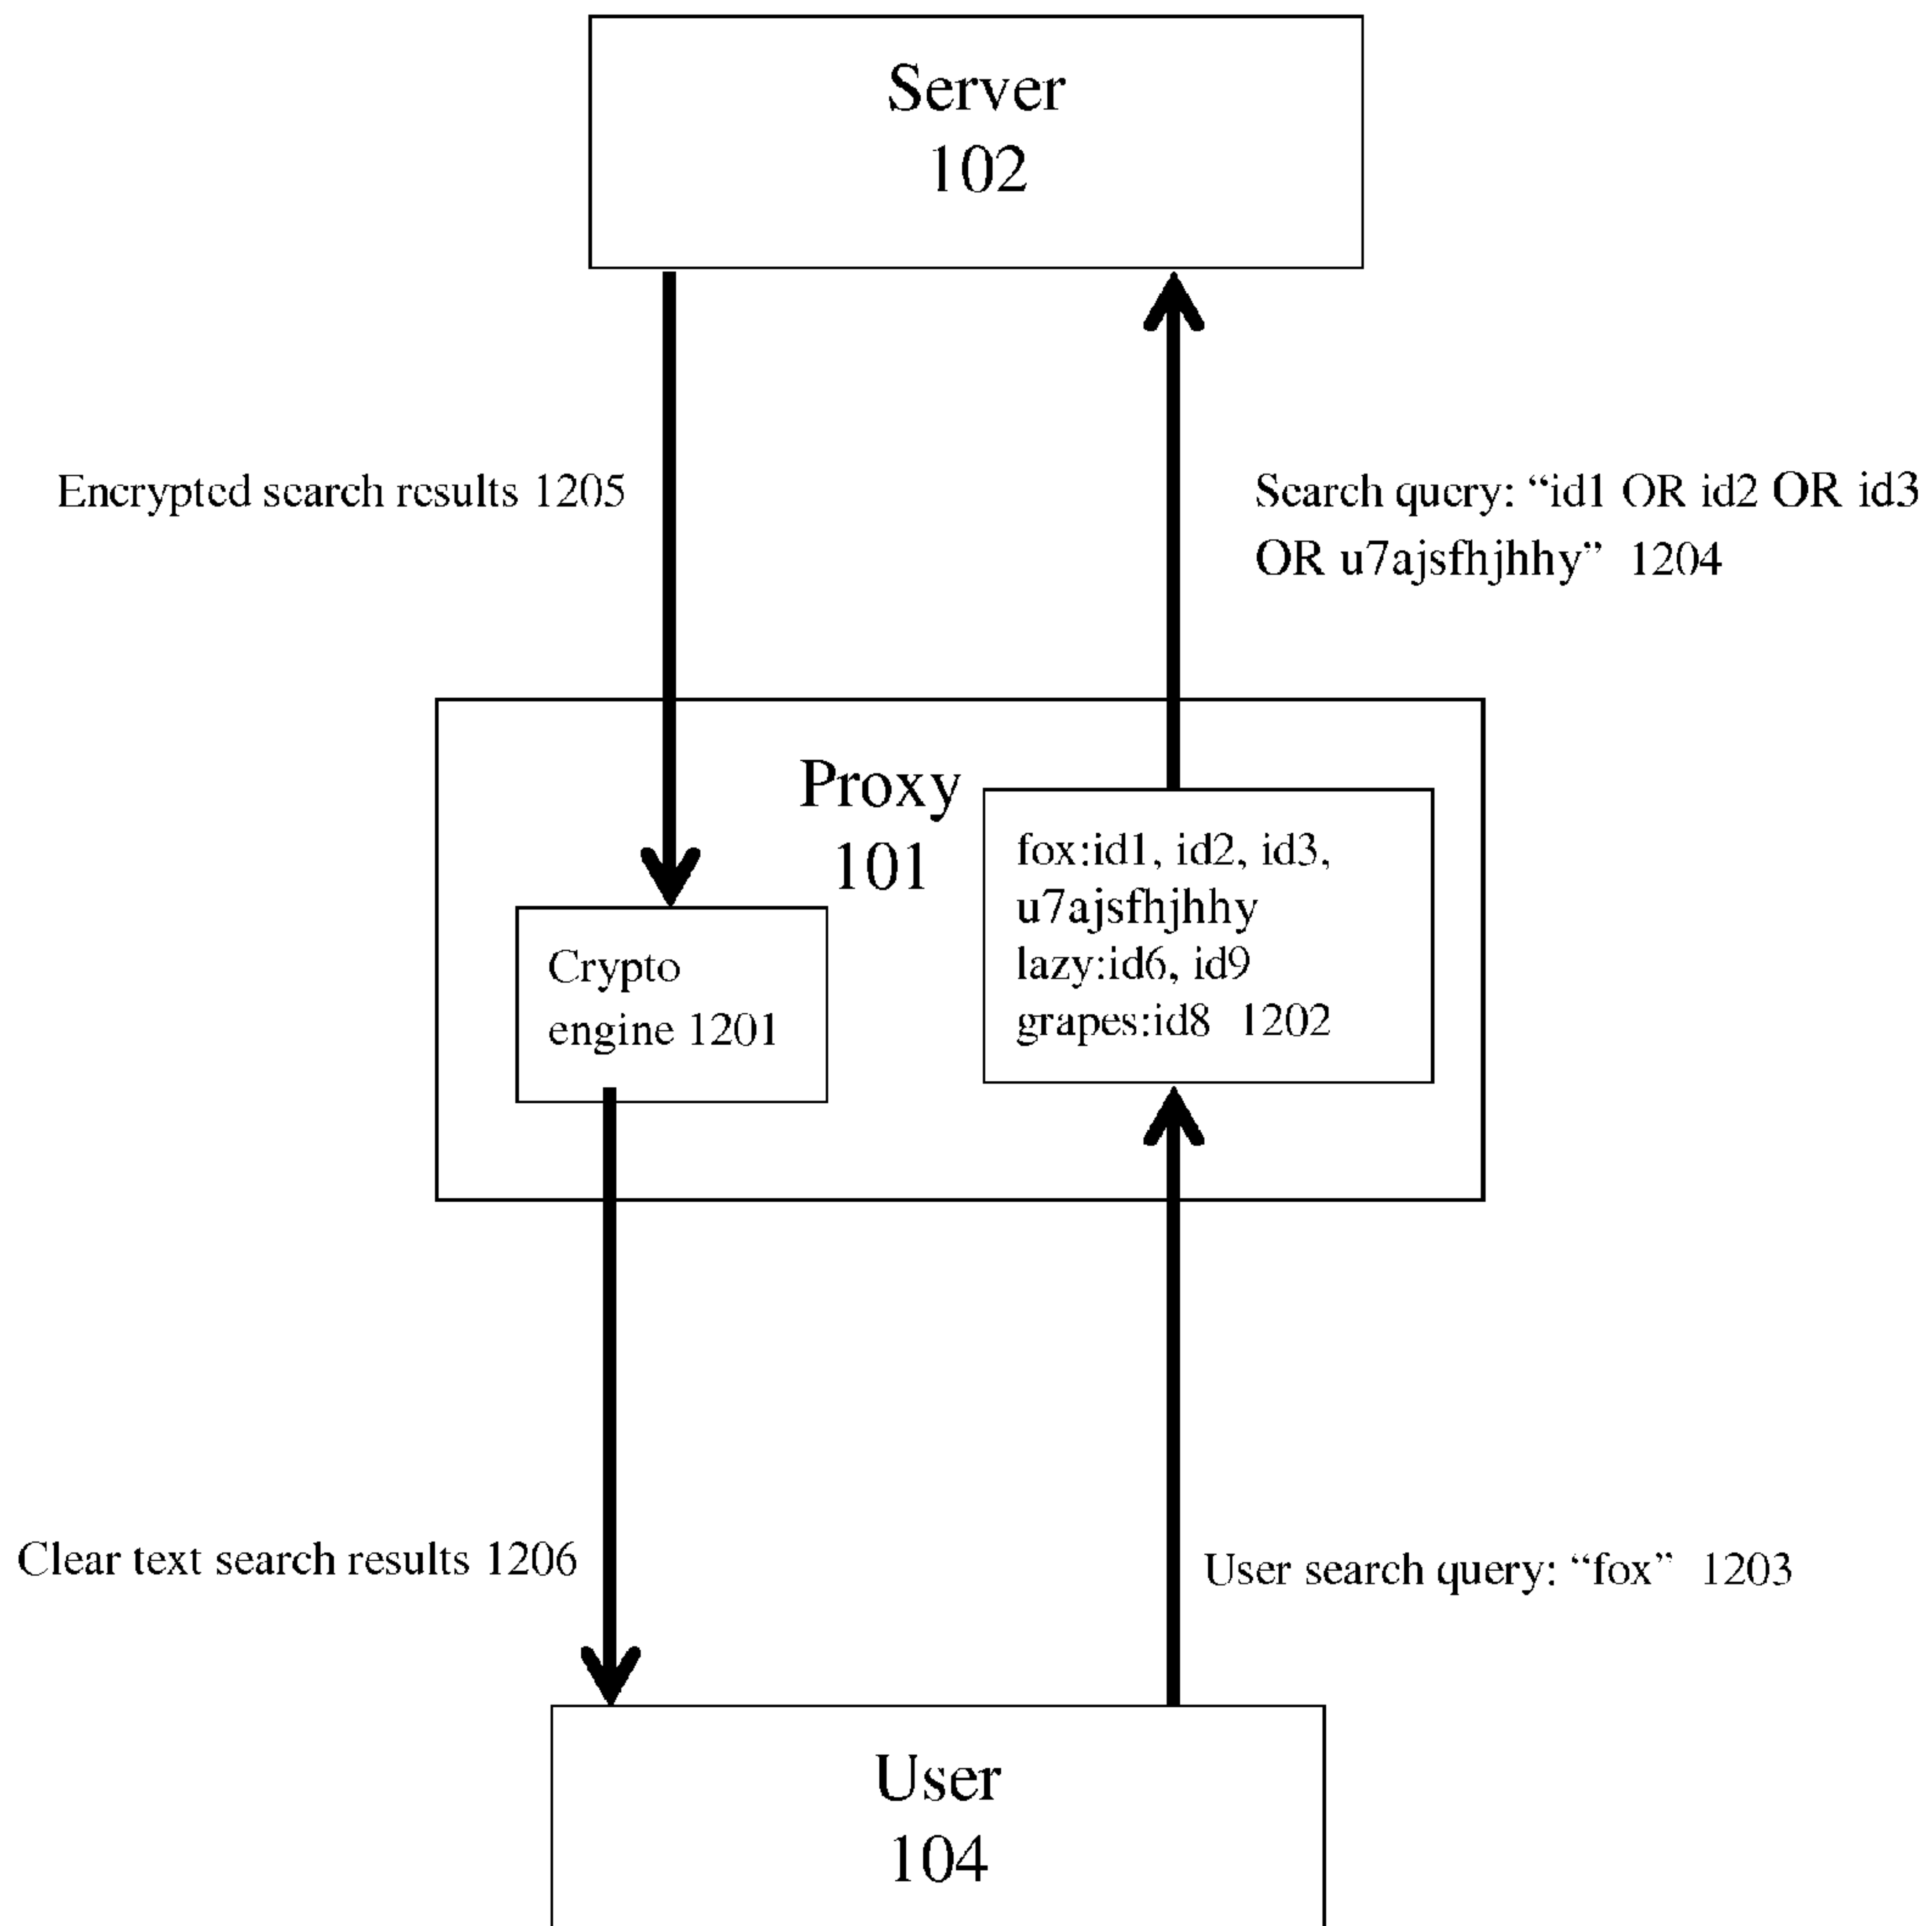 Server
102
Encrypted search results 1205
Search query: “id1 OR id2 OR id3
OR u7ajsfhjhhy” 1204
Proxy
101
fox:id1, id2, id3,
u7ajsfhjhhy
lazy:id6, id9
grapes:id8 1202
Crypto
engine 1201
Clear text search results 1206
User search query: “fox” 1203
User
104